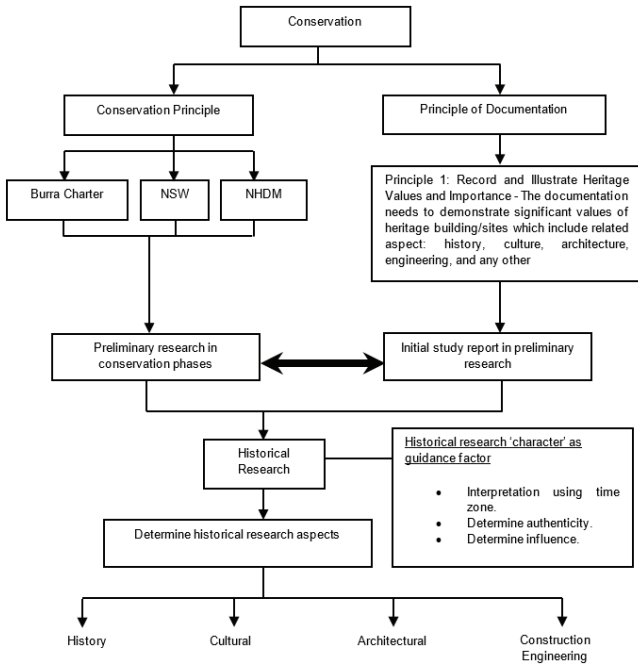 Conservation
Conservation Principle
Principle of Documentation
Burra Charter
NSW
NHDM
Principle 1: Record and Illustrate Heritage
Values and Importance - The documentation
needs to demonstrate significant values of
heritage building/sites which include related
aspect: history, culture, architecture,
engineering, and any other
Preliminary research in
conservation phases
Initial study report in preliminary
research
Historical
Research
Historical research ‘character’ as
guidance factor
• Interpretation using time
zone.
• Determine authenticity.
• Determine influence.
Determine historical research aspects
History
Cultural
Architectural
Construction
Engineering